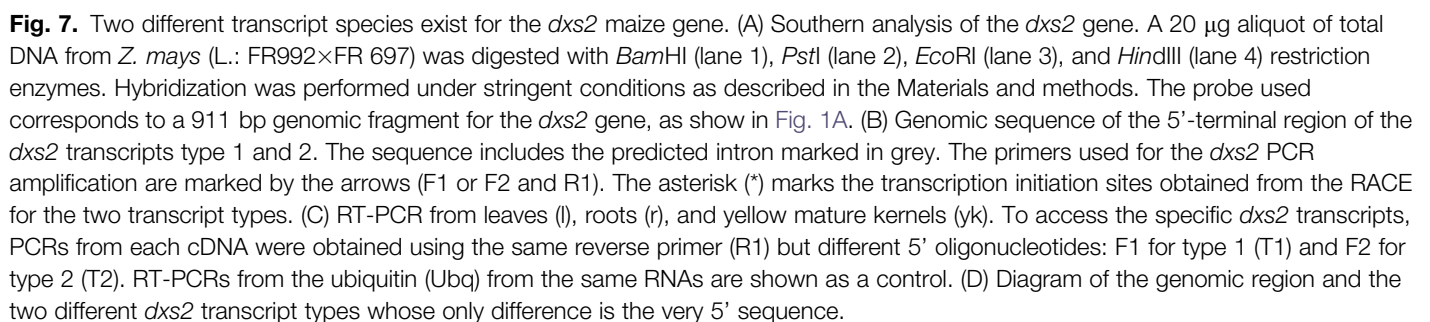 Fig. 7. Two different transcript species exist for the dxs2 maize gene. (A) Southern analysis of the dxs2 gene. A 20 μg aliquot of total
DNA from Z. mays (L.: FR992×FR 697) was digested with BamHI (lane 1), PstI (lane 2), EcoRI (lane 3), and HindIII (lane 4) restriction
enzymes. Hybridization was performed under stringent conditions as described in the Materials and methods. The probe used
corresponds to a 911 bp genomic fragment for the dxs2 gene, as show in Fig. 1A. (B) Genomic sequence of the 5’-terminal region of the
dxs2 transcripts type 1 and 2. The sequence includes the predicted intron marked in grey. The primers used for the dxs2 PCR
amplification are marked by the arrows (F1 or F2 and R1). The asterisk (*) marks the transcription initiation sites obtained from the RACE
for the two transcript types. (C) RT-PCR from leaves (l), roots (r), and yellow mature kernels (yk). To access the specific dxs2 transcripts,
PCRs from each cDNA were obtained using the same reverse primer (R1) but different 5’ oligonucleotides: F1 for type 1 (T1) and F2 for
type 2 (T2). RT-PCRs from the ubiquitin (Ubq) from the same RNAs are shown as a control. (D) Diagram of the genomic region and the
two different dxs2 transcript types whose only difference is the very 5’ sequence.